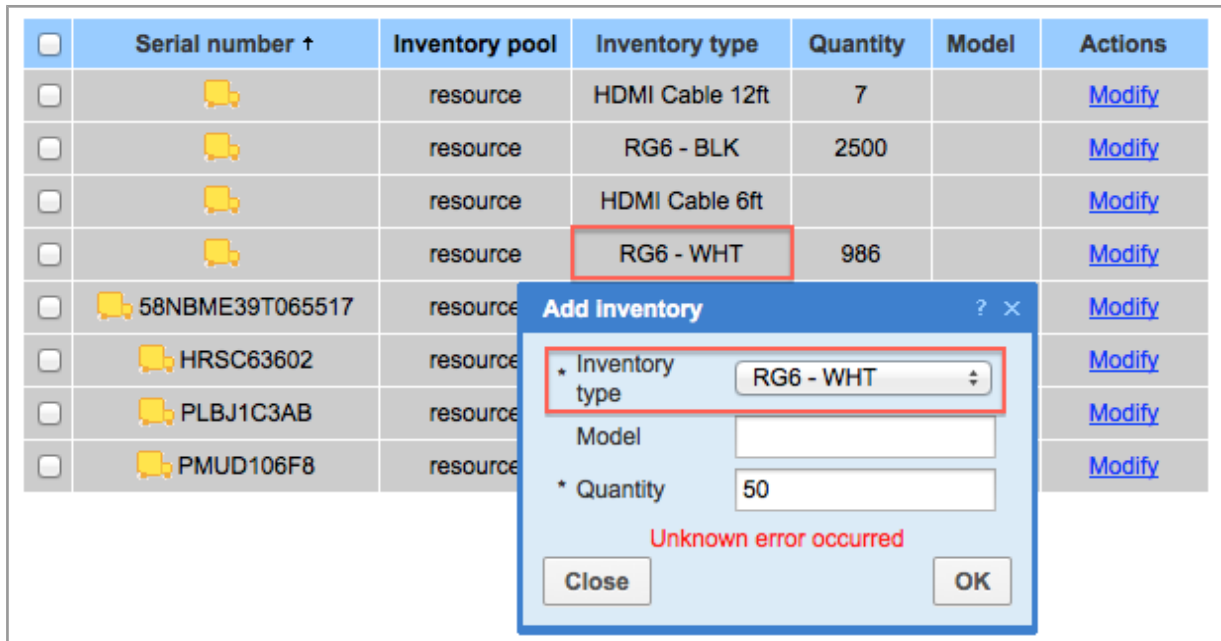 Serial number ↑ Inventory pool Inventory type Quantity Model Actions
resource HDMI Cable 12ft 7 Modify
resource RG6 - BLK 2500 Modify
resource HDMI Cable 6ft Modify
resource RG6 - WHT 986 Modify
58NBME39T065517 resource Modify
HRSC63602 resource Modify
PLBJ1C3AB resource Modify
PMUD106F8 resource Modify
Add inventory ? ×
* Inventory type RG6 - WHT
Model
* Quantity 50
Unknown error occurred
Close OK